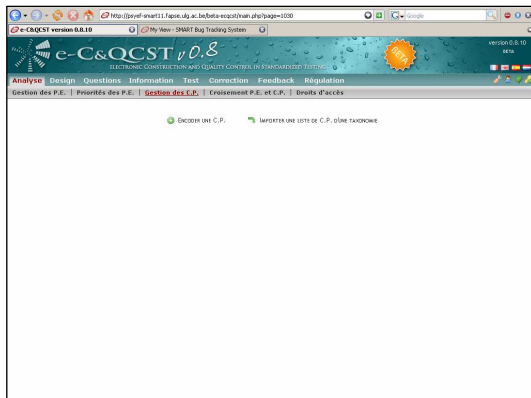 http://psyef-smart11.fapse.ulg.ac.be/beta-eqcst/main.php?page=1030
Google
e-C&QCST version 0.8.10
My View - SMART Bug Tracking System
e-C&QCST v0.8
ELECTRONIC CONSTRUCTION AND QUALITY CONTROL IN STANDARDIZED TESTING
BETA
version 0.8.10
BETA
Analyse Design Questions Information Test Correction Feedback Régulation
Gestion des P.E. | Priorités des P.E. | Gestion des C.P. | Croisement P.E. et C.P. | Droits d'accès
ENCODER UNE C.P. IMPORTER UNE LISTE DE C.P. D'UNE TAXONOMIE